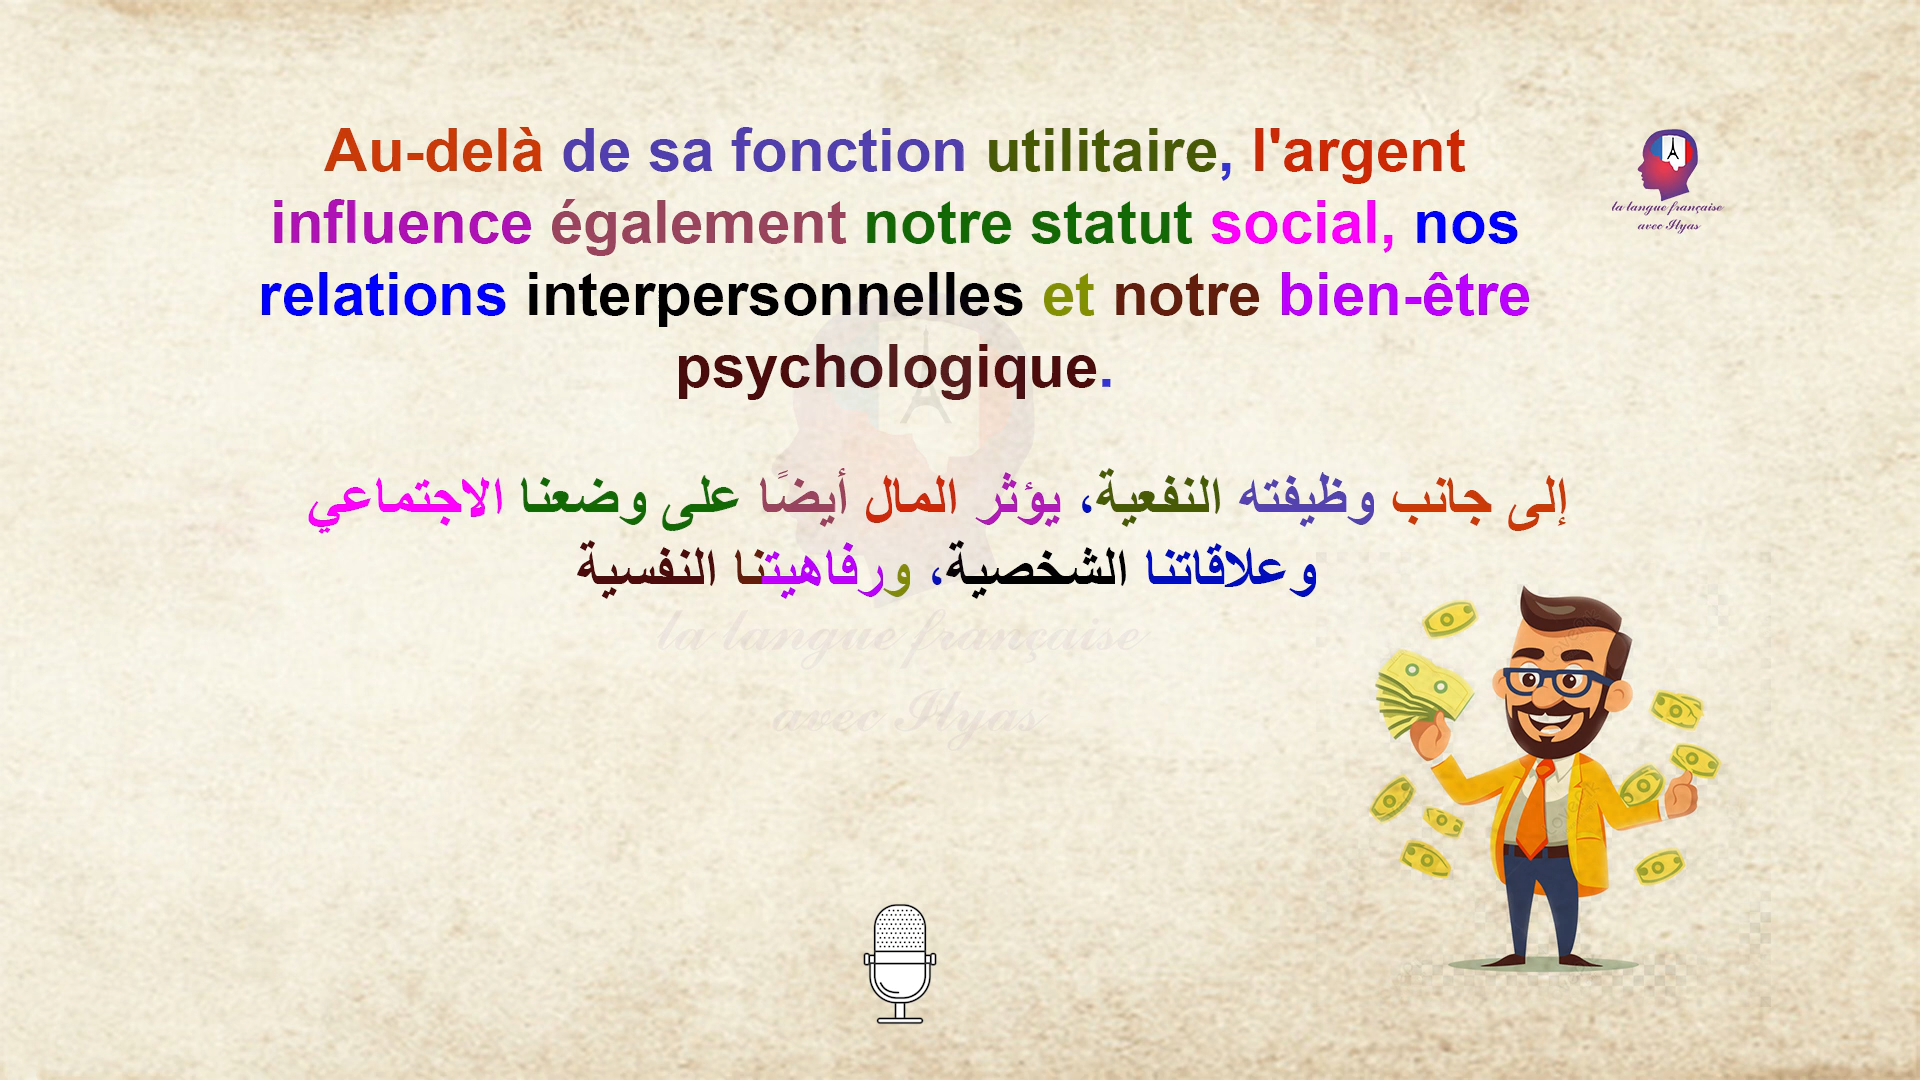 Au-delà de sa fonction utilitaire, l'argent
influence également notre statut social, nos
relations interpersonnelles et notre bien-être
psychologique.
إلى جانب وظيفته النفعية، يؤثر المال أيضًا على وضعنا الاجتماعي
وعلاقاتنا الشخصية، ورفاهيتنا النفسية
la langue française
avec Ilyas
la langue française
avec Ilyas